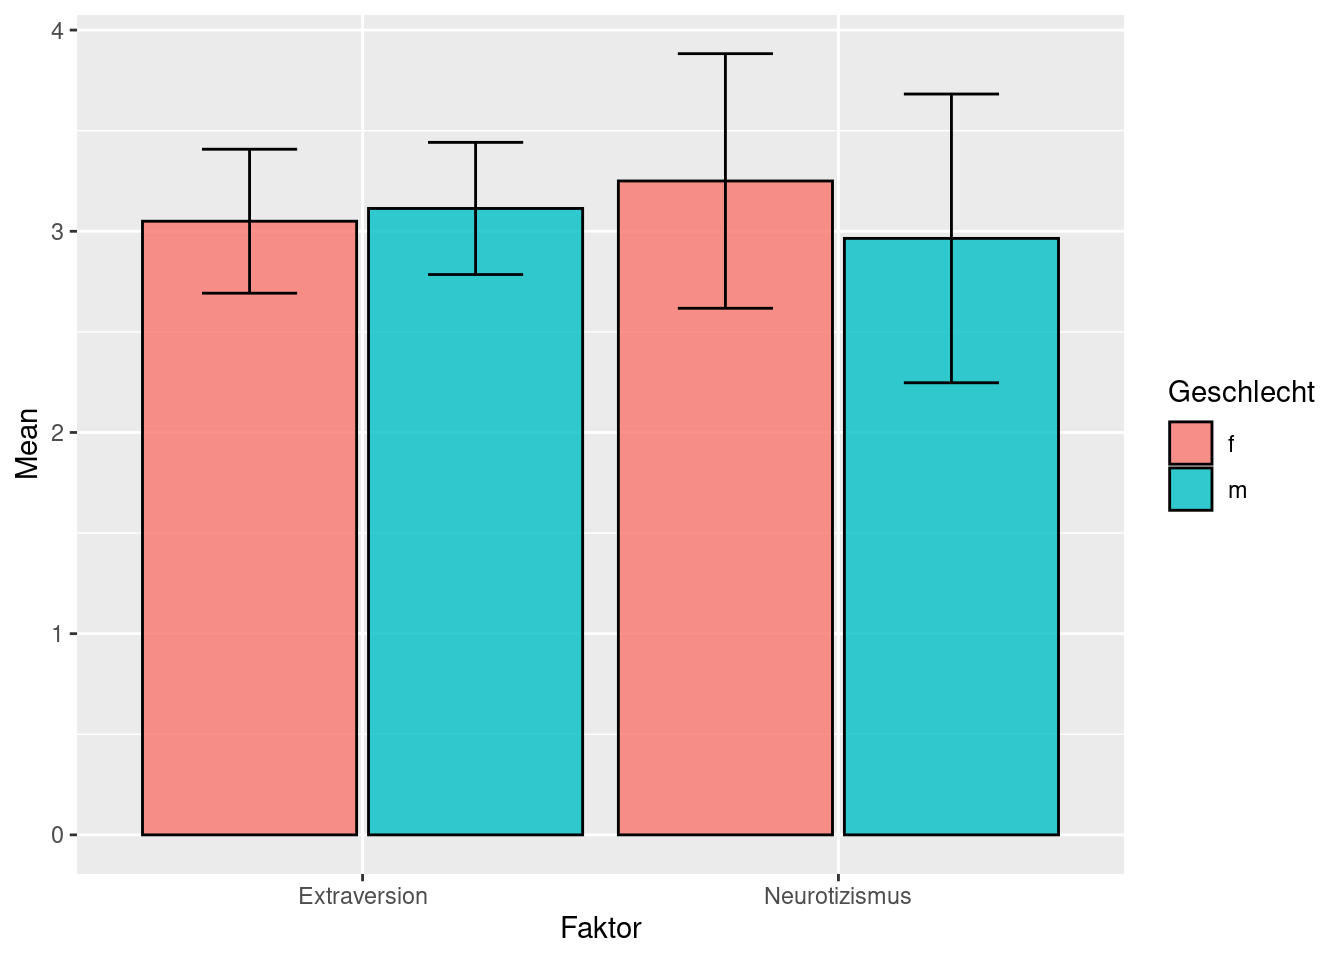 4
3
2
1
0
Mean
Extraversion
Neurotizismus
Faktor
Geschlecht
f
m